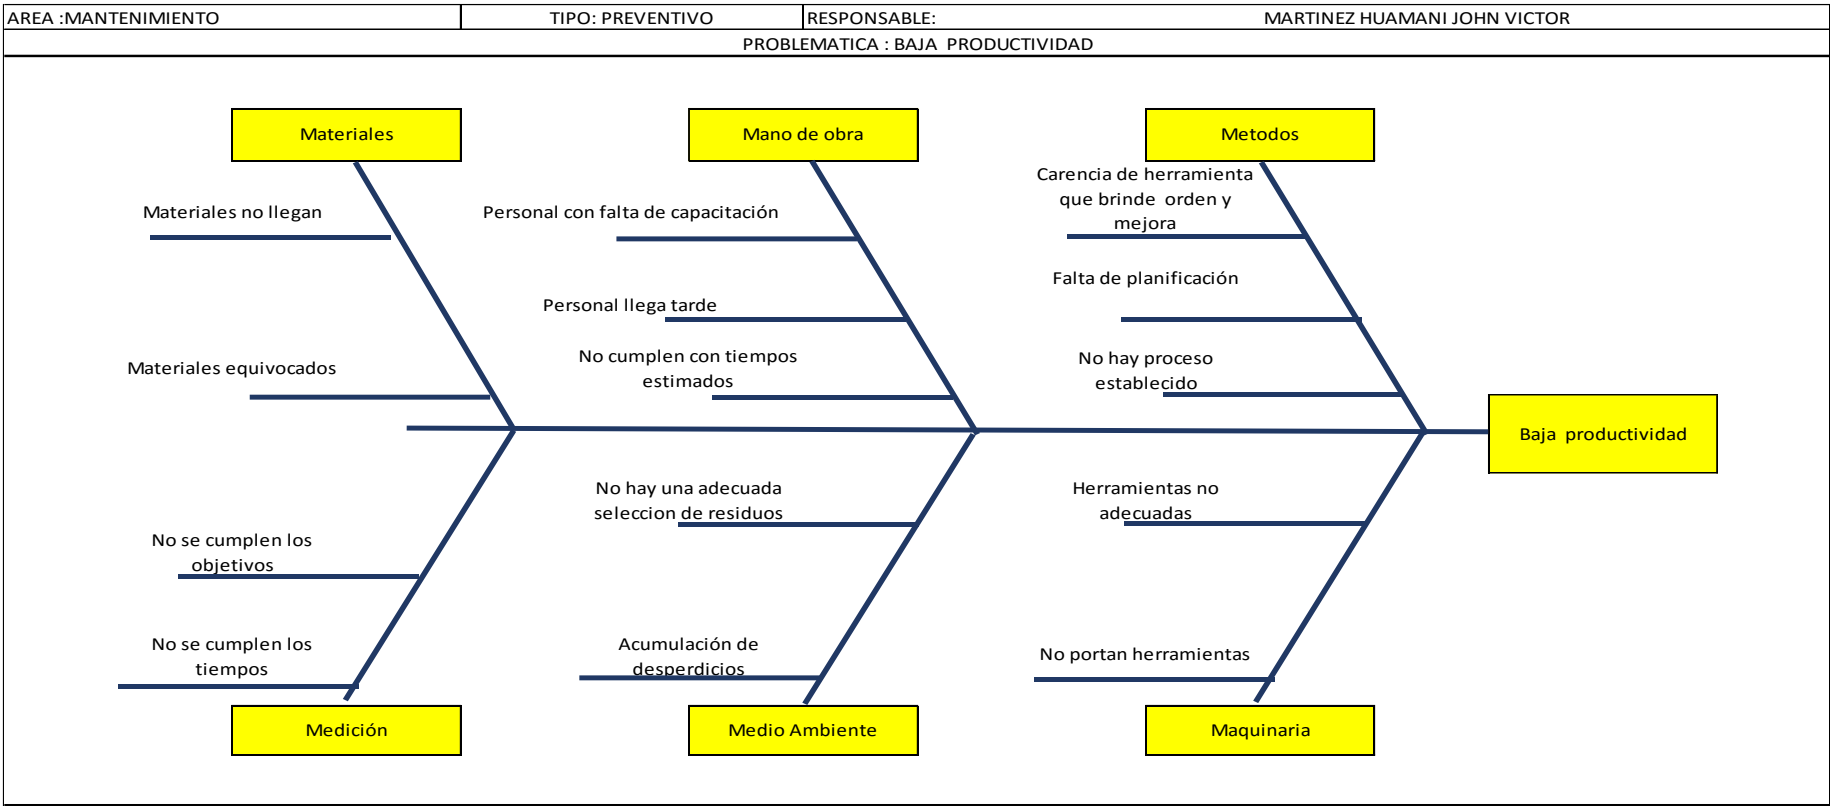 AREA :MANTENIMIENTO
TIPO: PREVENTIVO
RESPONSABLE:
MARTINEZ HUAMANI JOHN VICTOR
PROBLEMATICA : BAJA PRODUCTIVIDAD
Materiales
Mano de obra
Metodos
Materiales no llegan
Personal con falta de capacitación
Carencia de herramienta
que brinde orden y
mejora
Falta de planificación
Personal llega tarde
Materiales equivocados
No cumplen con tiempos
estimados
No hay proceso
establecido
Baja productividad
No se cumplen los
objetivos
No hay una adecuada
seleccion de residuos
Herramientas no
adecuadas
No se cumplen los
tiempos
Acumulación de
desperdicios
No portan herramientas
Medición
Medio Ambiente
Maquinaria